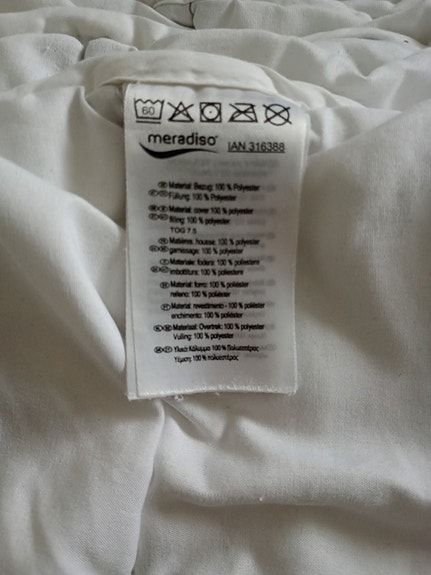 60
meradiso®
IAN 316388
Material: Bezug: 100 % Polyester
Füllung: 100 % Polyester
Material: cover 100 % polyester
filling: 100 % polyester
TOG 7.5
Matières: housse: 100 % polyester
garnissage: 100 % polyester
Materiale: fodera: 100 % poliestere
imbottitura: 100 % poliestere
Material: forro: 100 % poliéster
relleno: 100 % poliéster
Material: revestimento - 100 % poliéster
enchimento: 100 % poliéster
Materiaal: Overtrek: 100 % Polyester
Vulling: 100 % polyester
Υλικό: Κάλυμμα: 100 % Πολυεστέρας
Γέμιση: 100 % πολυεστέρας